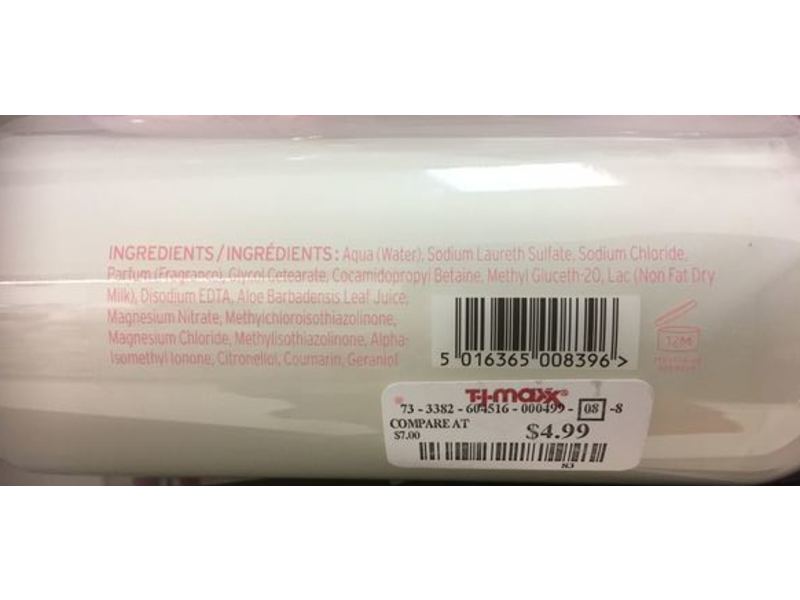 INGREDIENTS / INGRÉDIENTS: Aqua (Water), Sodium Laureth Sulfate, Sodium Chloride,
Parfum (Fragrance), Glycol Cetearate, Cocamidopropyl Betaine, Methyl Gluceth-20, Lac (Non Fat Dry
Milk), Disodium EDTA, Aloe Barbadensis Leaf Juice,
Magnesium Nitrate, Methylchloroisothiazolinone,
Magnesium Chloride, Methylisothiazolinone, Alpha-
Isomethyl Ionone, Citronellol, Coumarin, Geraniol
5 016365 008396 >
12M
T·J·maxx
73 - 3382 - 604516 - 000499 - 08 -8
COMPARE AT
$7.00
$4.99
N3